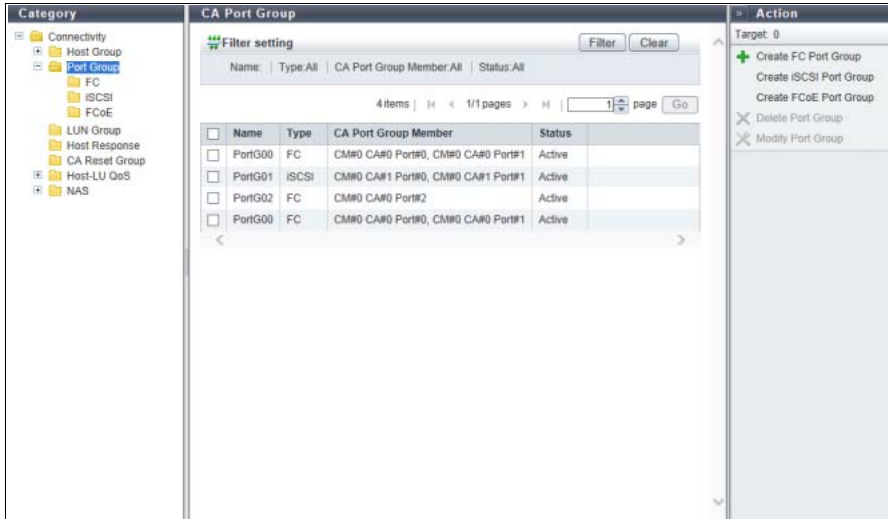 Category
Connectivity
Host Group
Port Group
FC
iSCSI
FCoE
LUN Group
Host Response
CA Reset Group
Host-LU QoS
NAS
CA Port Group
Filter setting
Filter Clear
Name: | Type:All | CA Port Group Member:All | Status:All
4 items | 1/1 pages | 1 page Go
Name Type CA Port Group Member Status
PortG00 FC CM#0 CA#0 Port#0, CM#0 CA#0 Port#1 Active
PortG01 iSCSI CM#0 CA#1 Port#0, CM#0 CA#1 Port#1 Active
PortG02 FC CM#0 CA#0 Port#2 Active
PortG00 FC CM#0 CA#0 Port#0, CM#0 CA#0 Port#1 Active
» Action
Target: 0
Create FC Port Group
Create iSCSI Port Group
Create FCoE Port Group
Delete Port Group
Modify Port Group